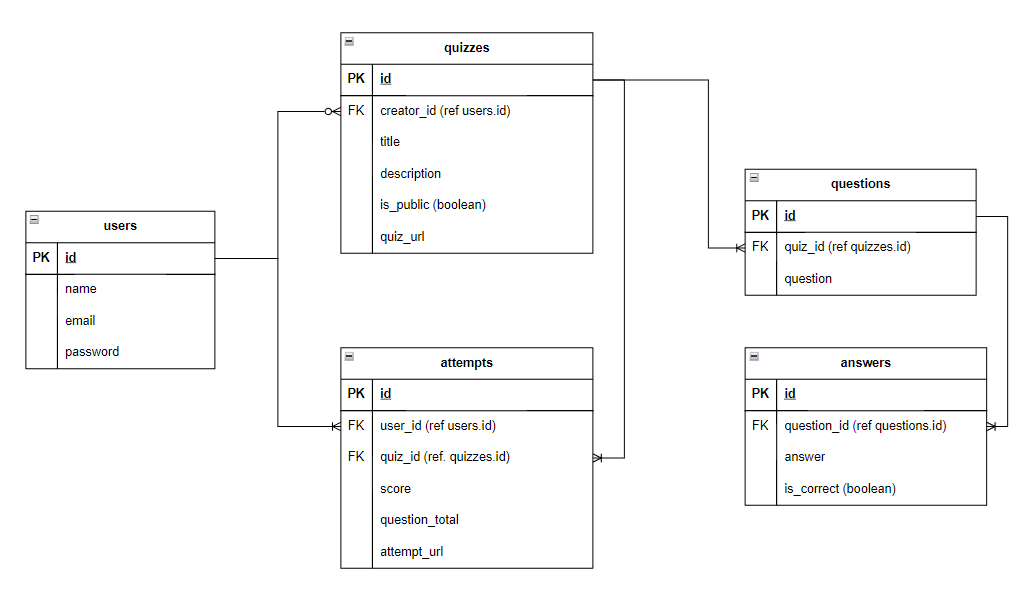 quizzes
PK id
FK creator_id (ref users.id)
title
description
is_public (boolean)
quiz_url
users
PK id
name
email
password
questions
PK id
FK quiz_id (ref quizzes.id)
question
attempts
PK id
FK user_id (ref users.id)
FK quiz_id (ref. quizzes.id)
score
question_total
attempt_url
answers
PK id
FK question_id (ref questions.id)
answer
is_correct (boolean)